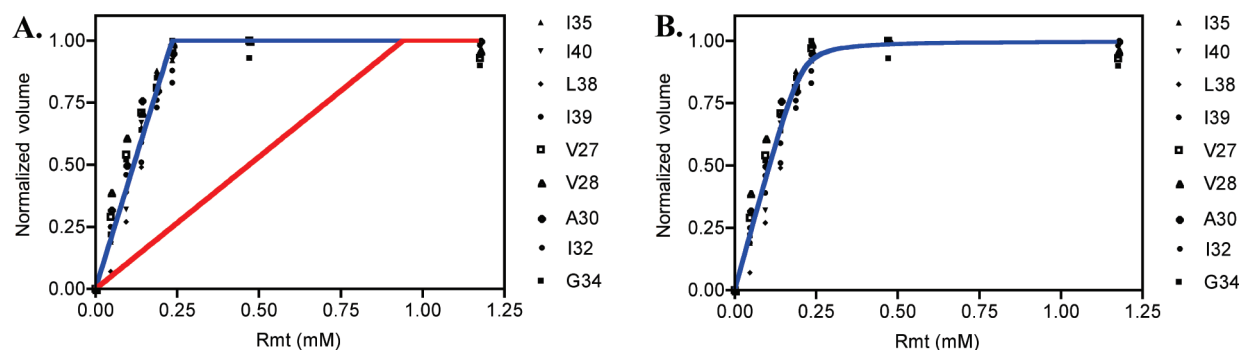 A.
Normalized volume
1.00
0.75
0.50
0.25
0.00
0.00 0.25 0.50 0.75 1.00 1.25
Rmt (mM)
I35
I40
L38
I39
V27
V28
A30
I32
G34
B.
Normalized volume
1.00
0.75
0.50
0.25
0.00
0.00 0.25 0.50 0.75 1.00 1.25
Rmt (mM)
I35
I40
L38
I39
V27
V28
A30
I32
G34